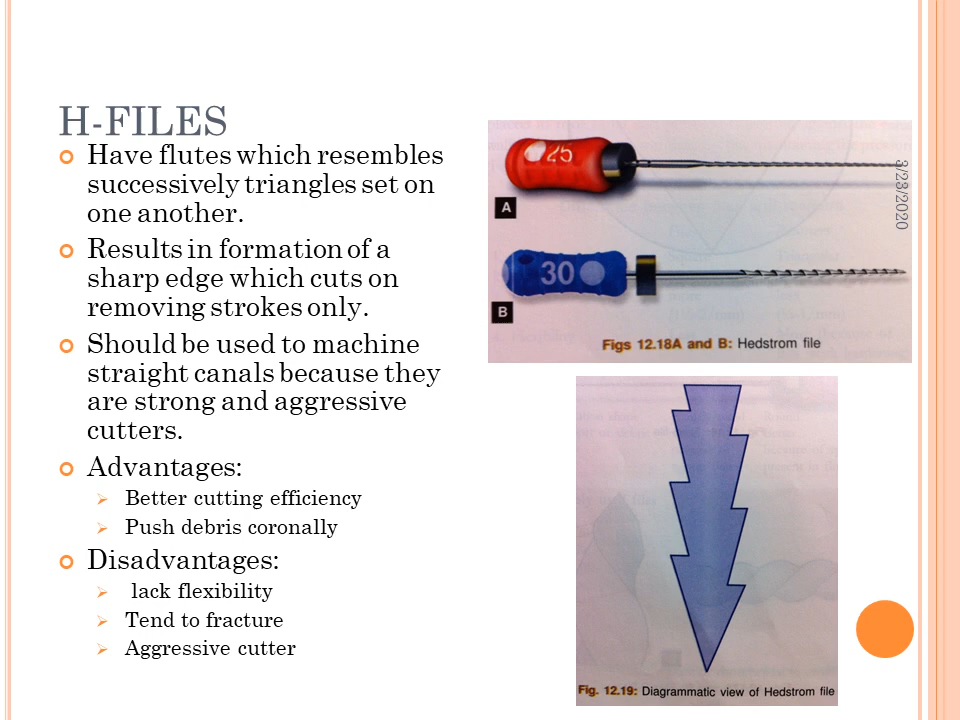 H-FILES
Have flutes which resembles
successively triangles set on
one another.
Results in formation of a
sharp edge which cuts on
removing strokes only.
Should be used to machine
straight canals because they
are strong and aggressive
cutters.
Advantages:
Better cutting efficiency
Push debris coronally
Disadvantages:
lack flexibility
Tend to fracture
Aggressive cutter
25
A
30
B
Figs 12.18A and B: Hedstrom file
3/23/2020
Fig. 12.19: Diagrammatic view of Hedstrom file